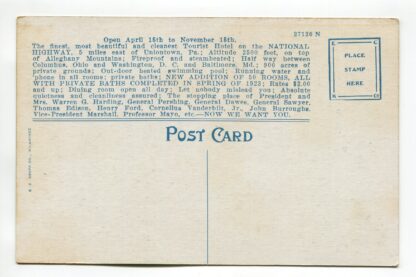 Open April 15th to November 15th.
37126 N
The finest, most beautiful and cleanest Tourist Hotel on the NATIONAL
HIGHWAY, 5 miles east of Uniontown, Pa.; Altitude 2500 feet, on top
of Alleghany Mountains; Fireproof and steamheated; Half way between
Columbus, Ohio and Washington, D. C. and Baltimore, Md.; 900 acres of
private grounds; Out-door heated swimming pool; Running water and
'phone in all rooms; private baths; NEW ADDITION OF 50 ROOMS, ALL
WITH PRIVATE BATHS COMPLETED IN SPRING OF 1923; Rates $3.00
and up; Dining room open all day; Let nobody mislead you; Absolute
quietness and cleanliness assured; The stopping place of President and
Mrs. Warren G. Harding, General Pershing, General Dawes, General Sawyer,
Thomas Edison, Henry Ford, Cornelius Vanderbilt, Jr., John Burroughs,
Vice-President Marshall, Professor Mayo, etc.—NOW WE WANT YOU.
PLACE
STAMP
HERE
POST CARD